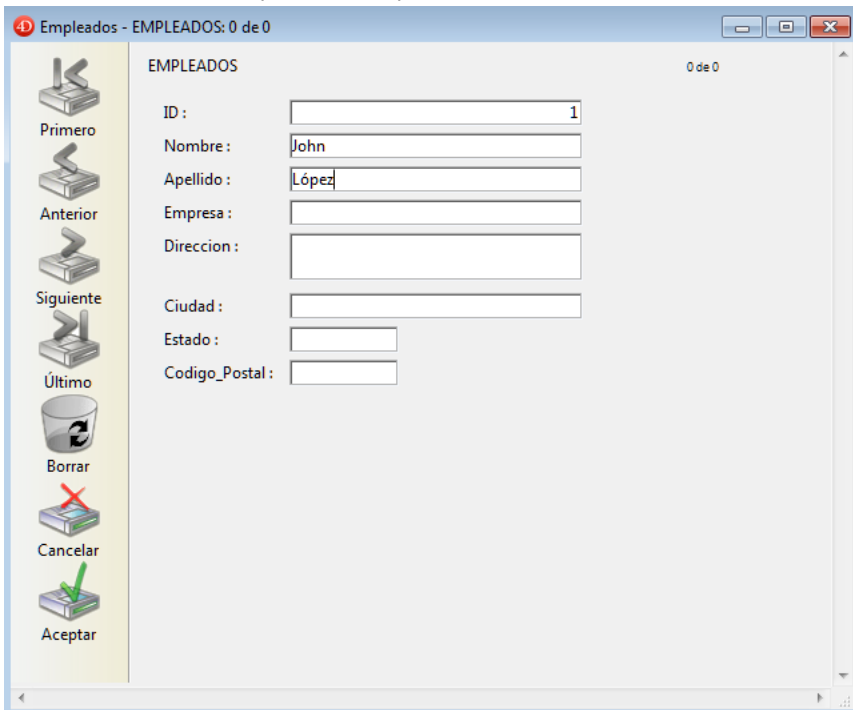 Empleados - EMPLEADOS: 0 de 0
EMPLEADOS
0 de 0
Primero
Anterior
Siguiente
Último
Borrar
Cancelar
Aceptar
ID : 1
Nombre : John
Apellido : López
Empresa :
Direccion :
Ciudad :
Estado :
Codigo_Postal :